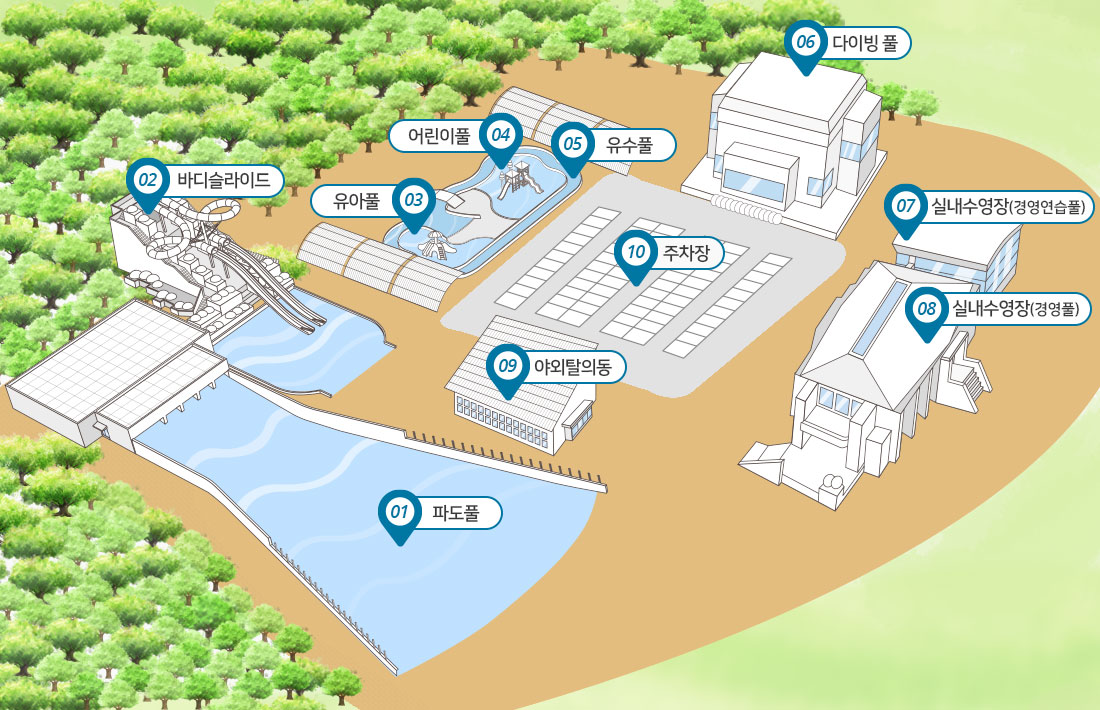 06 다이빙 풀
어린이풀 04
05 유수풀
02 바디슬라이드
유아풀 03
07 실내수영장(경영연습풀)
10 주차장
08 실내수영장(경영풀)
09 야외탈의동
01 파도풀